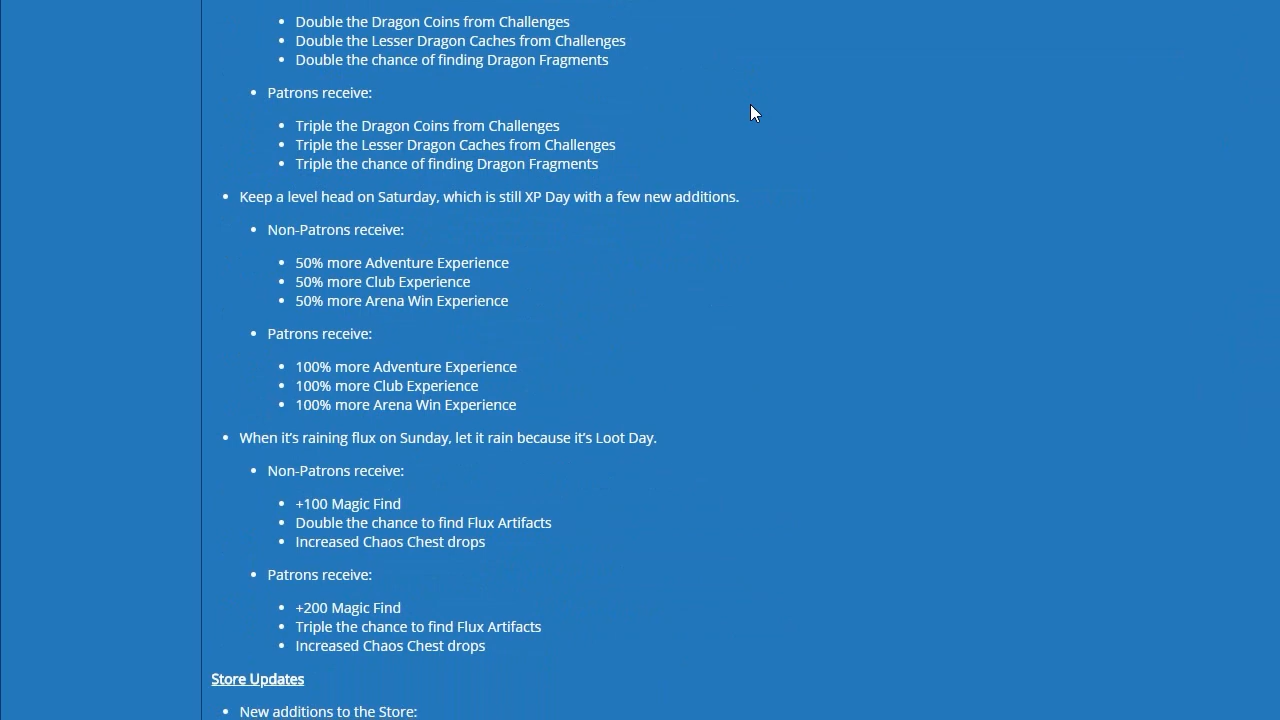 Double the Dragon Coins from Challenges
Double the Lesser Dragon Caches from Challenges
Double the chance of finding Dragon Fragments
Patrons receive:
Triple the Dragon Coins from Challenges
Triple the Lesser Dragon Caches from Challenges
Triple the chance of finding Dragon Fragments
Keep a level head on Saturday, which is still XP Day with a few new additions.
Non-Patrons receive:
50% more Adventure Experience
50% more Club Experience
50% more Arena Win Experience
Patrons receive:
100% more Adventure Experience
100% more Club Experience
100% more Arena Win Experience
When it’s raining flux on Sunday, let it rain because it’s Loot Day.
Non-Patrons receive:
+100 Magic Find
Double the chance to find Flux Artifacts
Increased Chaos Chest drops
Patrons receive:
+200 Magic Find
Triple the chance to find Flux Artifacts
Increased Chaos Chest drops
Store Updates
New additions to the Store: